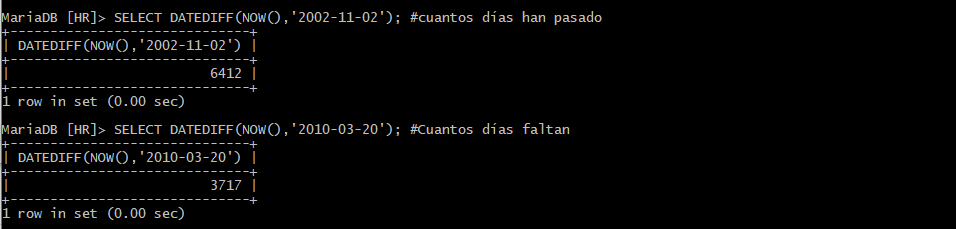 MariaDB [HR]> SELECT DATEDIFF(NOW(),'2002-11-02'); #cuantos días han pasado
+------------------------------+
| DATEDIFF(NOW(),'2002-11-02') |
+------------------------------+
|                         6412 |
+------------------------------+
1 row in set (0.00 sec)
MariaDB [HR]> SELECT DATEDIFF(NOW(),'2010-03-20'); #Cuantos días faltan
+------------------------------+
| DATEDIFF(NOW(),'2010-03-20') |
+------------------------------+
|                         3717 |
+------------------------------+
1 row in set (0.00 sec)